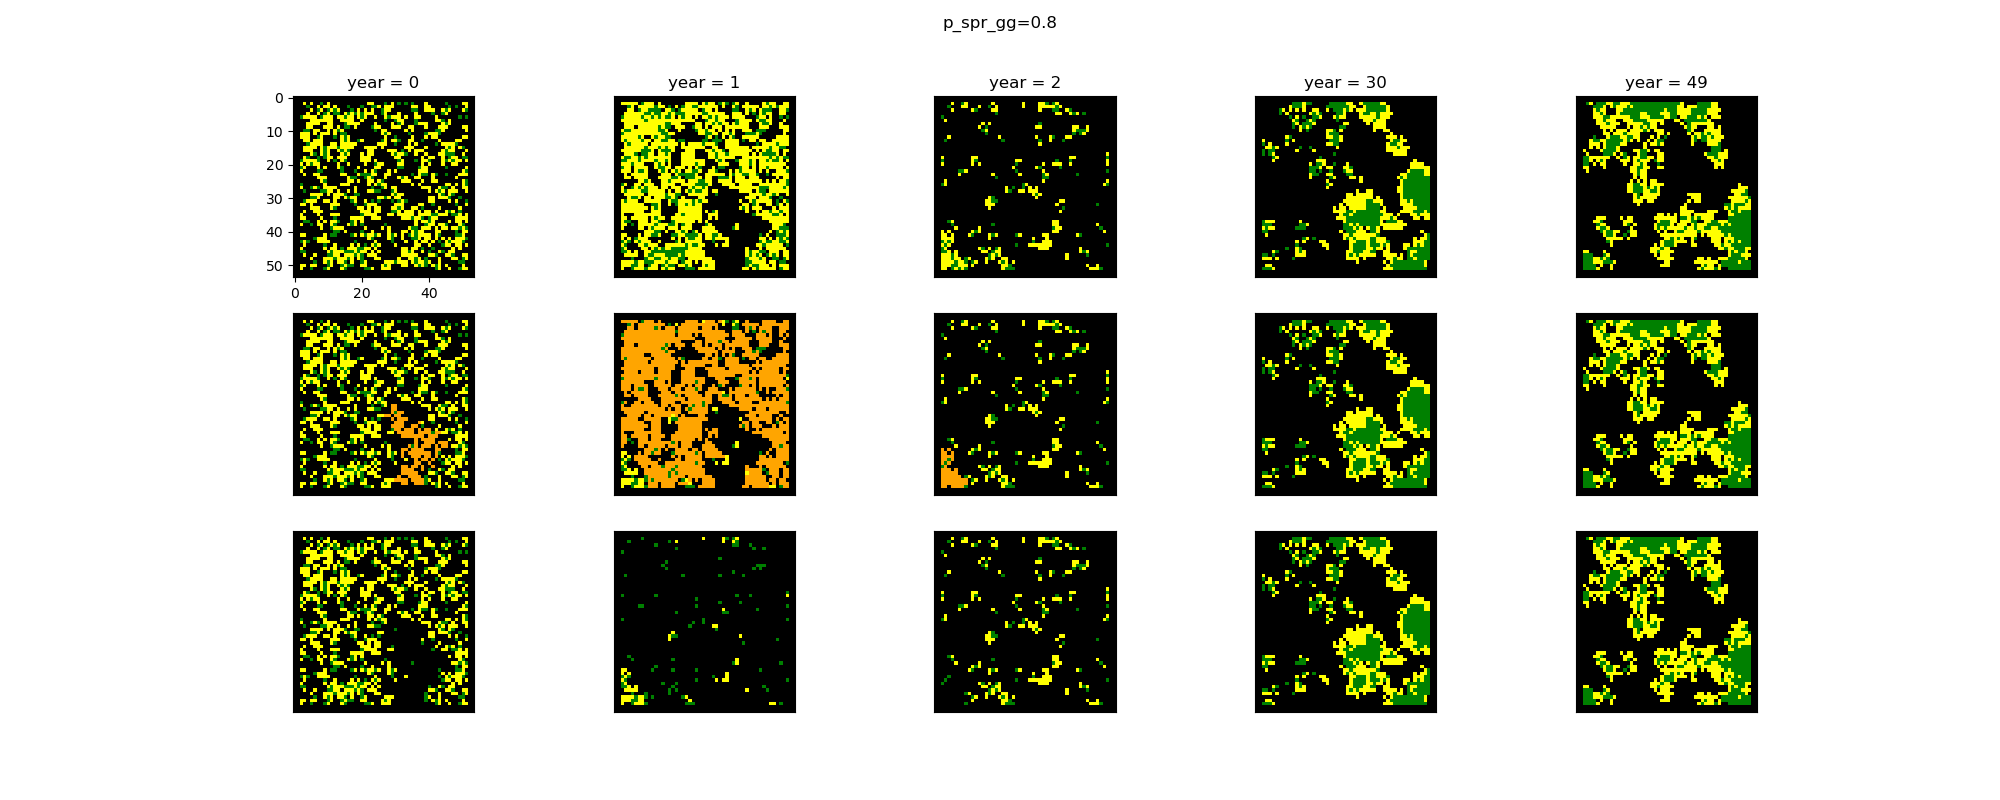 p_spr_gg=0.8
year = 0
year = 1
year = 2
year = 30
year = 49
0
10
20
30
40
50
0
20
40